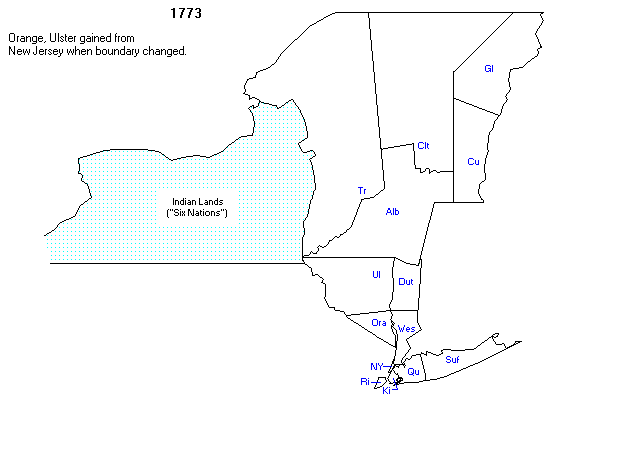 1773
Orange, Ulster gained from
New Jersey when boundary changed.
Gl
Clt
Cu
Tr
Indian Lands
("Six Nations")
Alb
Ul
Dut
Ora
Wes
Suf
NY
Qu
Ri
Ki